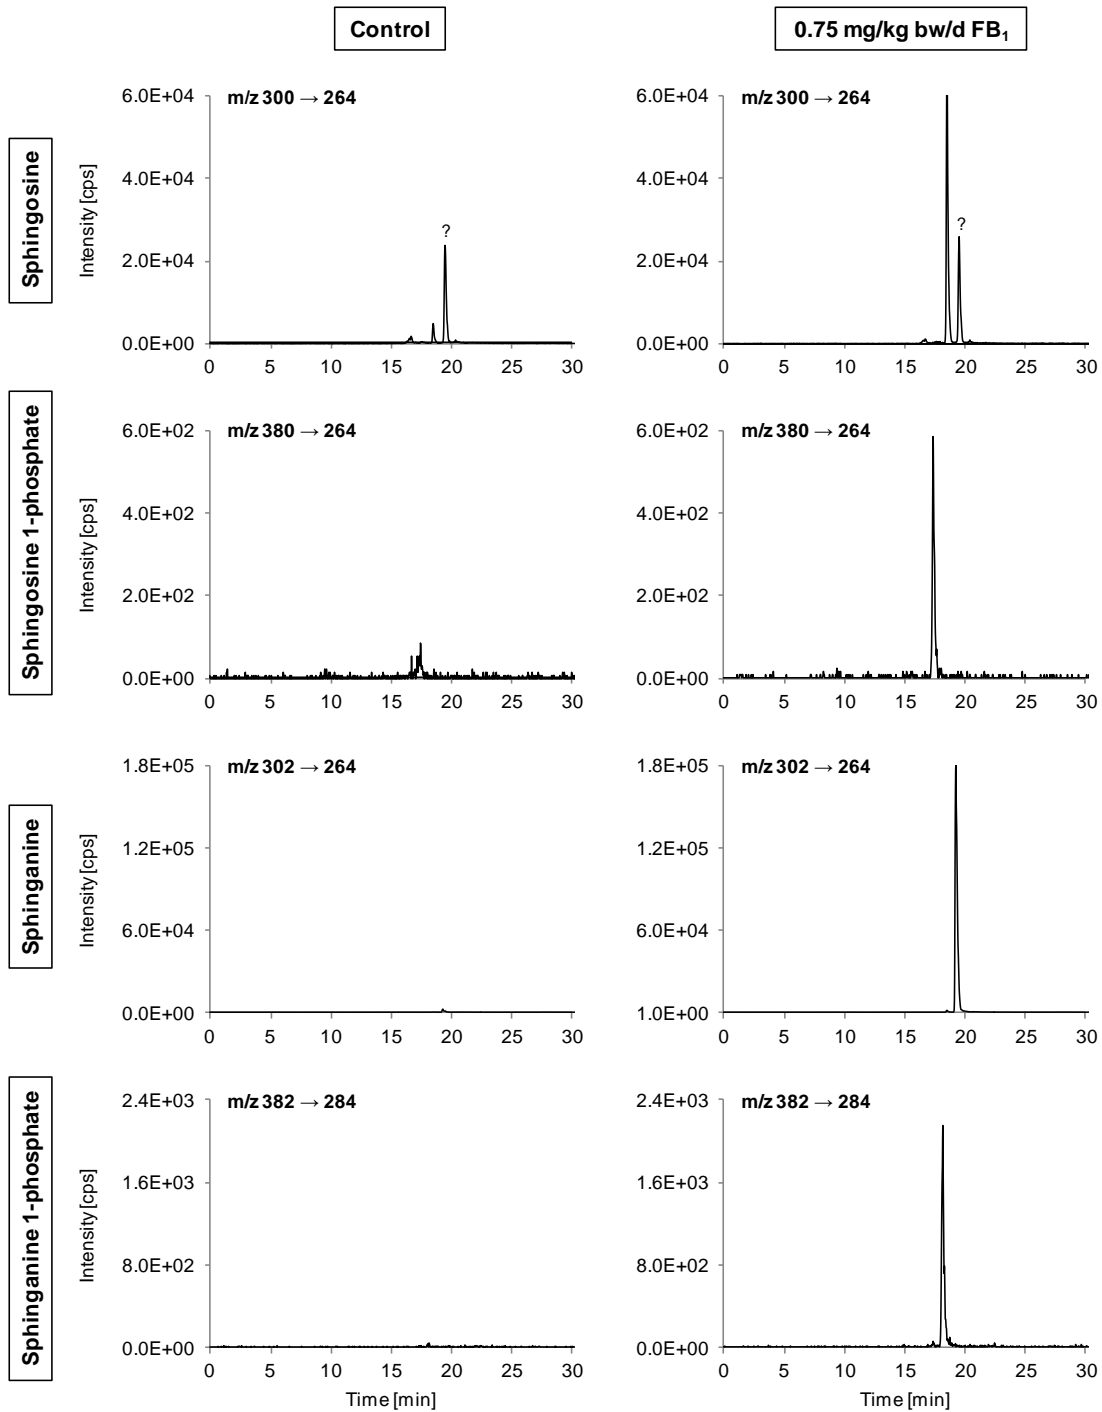 Control
0.75 mg/kg bw/d FB₁
Sphingosine
Intensity [cps]
6.0E+04
4.0E+04
2.0E+04
0.0E+00
m/z 300 → 264
?
0 5 10 15 20 25 30
6.0E+04
4.0E+04
2.0E+04
0.0E+00
m/z 300 → 264
?
0 5 10 15 20 25 30
Sphingosine 1-phosphate
Intensity [cps]
6.0E+02
4.0E+02
2.0E+02
0.0E+00
m/z 380 → 264
0 5 10 15 20 25 30
6.0E+02
4.0E+02
2.0E+02
0.0E+00
m/z 380 → 264
0 5 10 15 20 25 30
Sphinganine
Intensity [cps]
1.8E+05
1.2E+05
6.0E+04
0.0E+00
m/z 302 → 264
0 5 10 15 20 25 30
1.8E+05
1.2E+05
6.0E+04
1.0E+00
m/z 302 → 264
0 5 10 15 20 25 30
Sphinganine 1-phosphate
Intensity [cps]
2.4E+03
1.6E+03
8.0E+02
0.0E+00
m/z 382 → 284
0 5 10 15 20 25 30
Time [min]
2.4E+03
1.6E+03
8.0E+02
0.0E+00
m/z 382 → 284
0 5 10 15 20 25 30
Time [min]